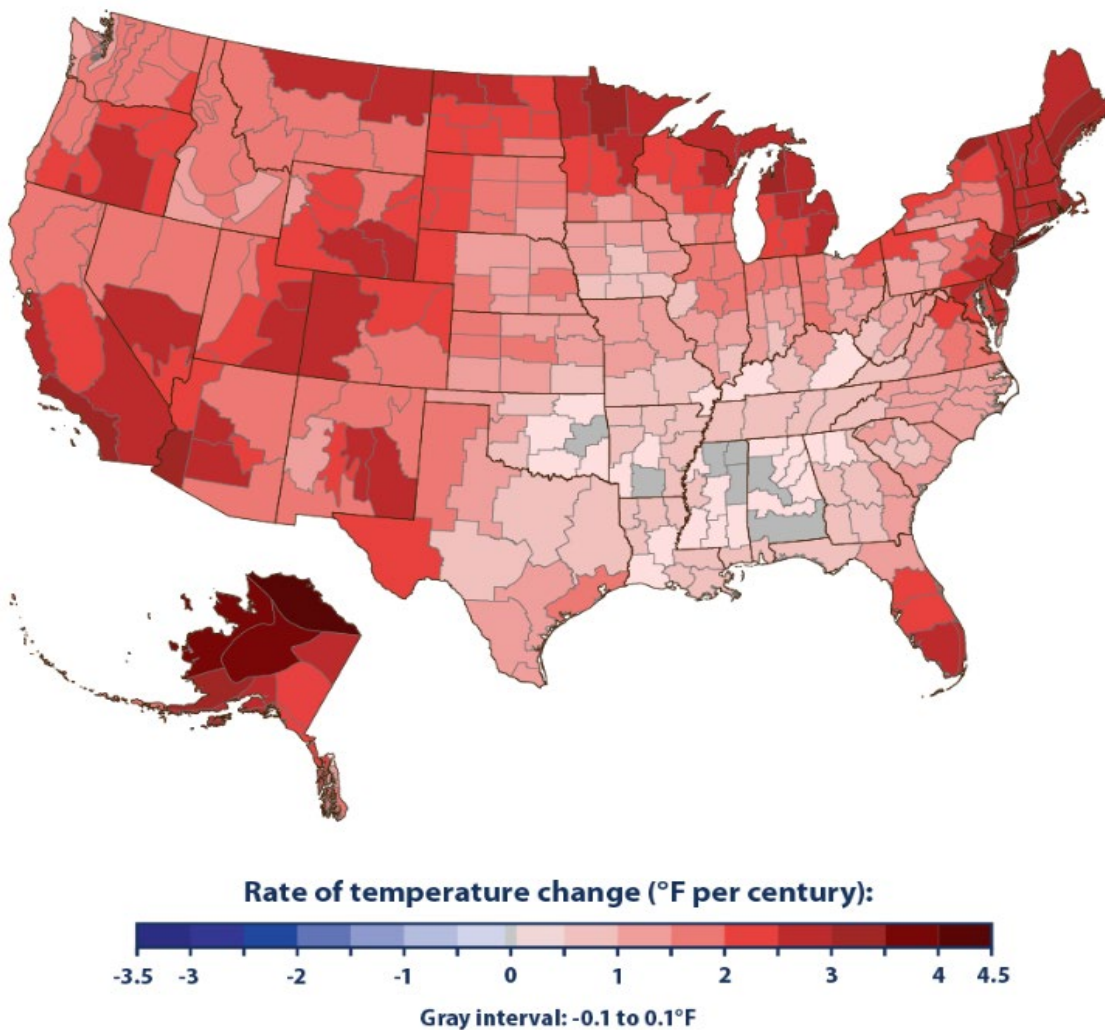 Rate of temperature change (°F per century):
-3.5 -3 -2 -1 0 1 2 3 4 4.5
Gray interval: -0.1 to 0.1°F